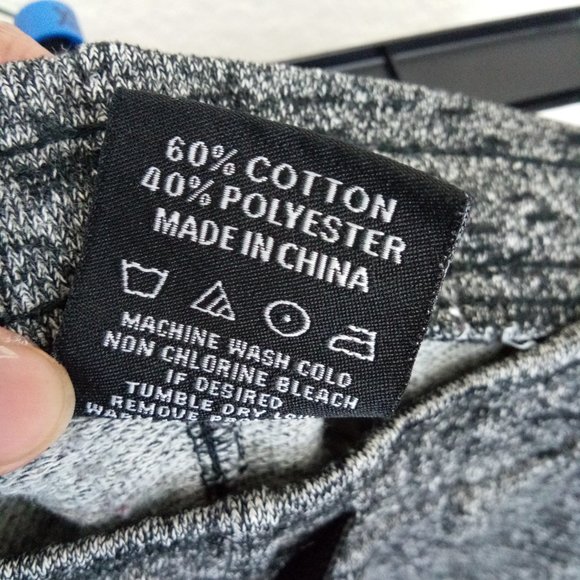 60% COTTON
40% POLYESTER
MADE IN CHINA
MACHINE WASH COLD
NON CHLORINE BLEACH
IF DESIRED
TUMBLE DRY
REMOVE